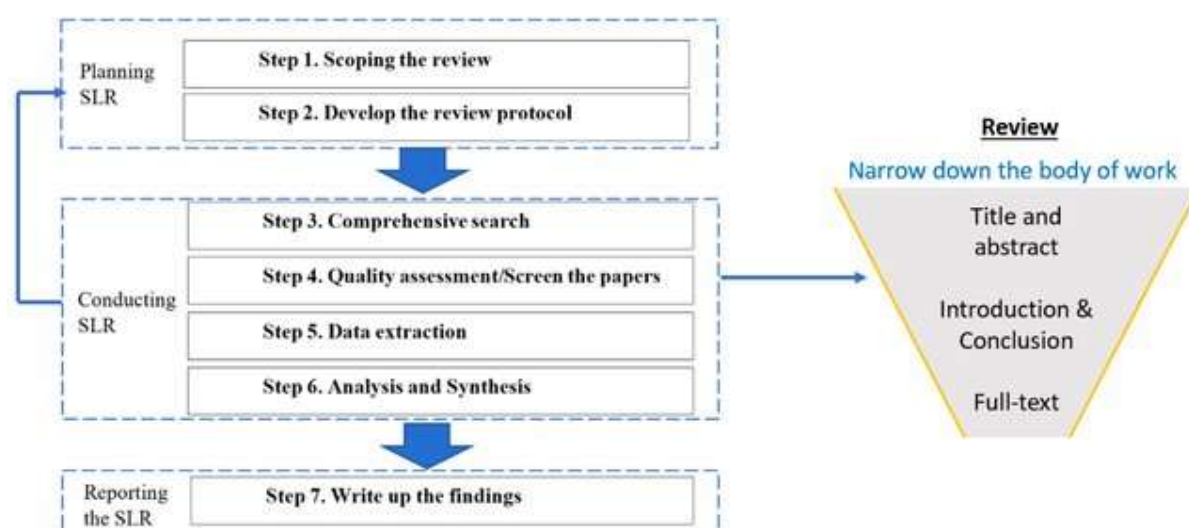 Planning
SLR
Step 1. Scoping the review
Step 2. Develop the review protocol
Conducting
SLR
Step 3. Comprehensive search
Step 4. Quality assessment/Screen the papers
Step 5. Data extraction
Step 6. Analysis and Synthesis
Reporting
the SLR
Step 7. Write up the findings
Review
Narrow down the body of work
Title and
abstract
Introduction &
Conclusion
Full-text